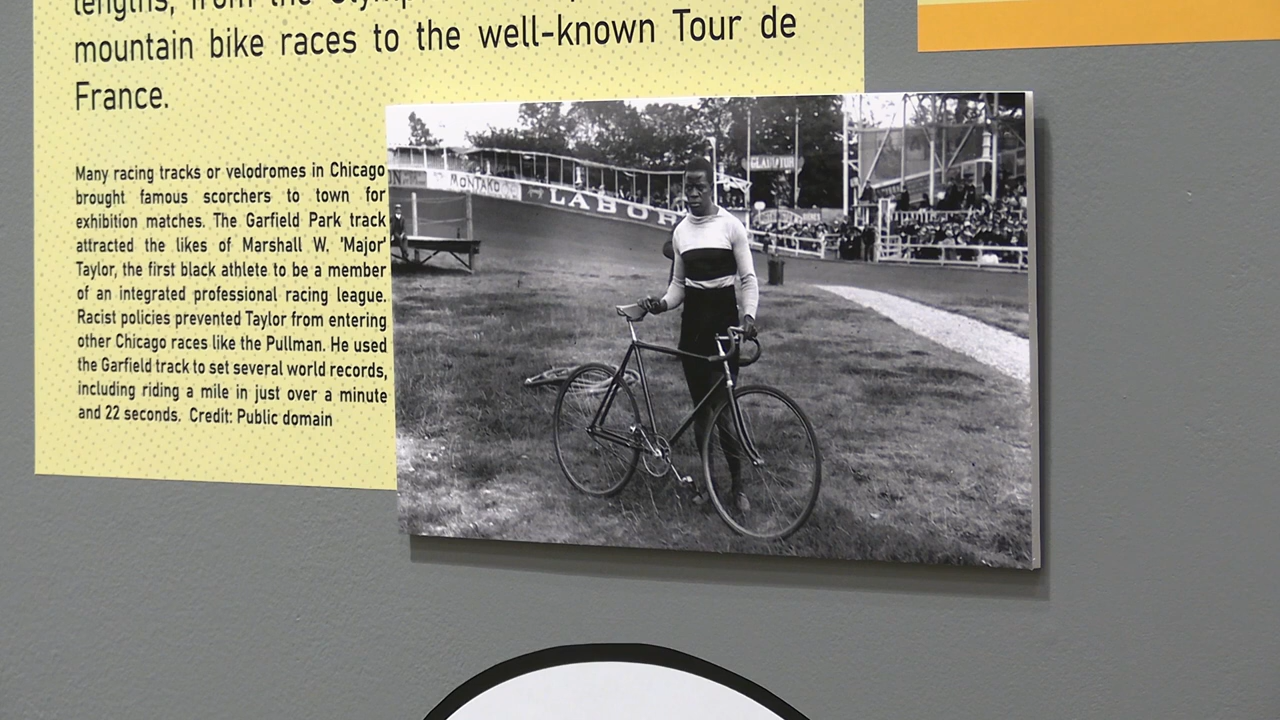 lengths, from the
mountain bike races to the well-known Tour de
France.
Many racing tracks or velodromes in Chicago
brought famous scorchers to town for
exhibition matches. The Garfield Park track
attracted the likes of Marshall W. 'Major'
Taylor, the first black athlete to be a member
of an integrated professional racing league.
Racist policies prevented Taylor from entering
other Chicago races like the Pullman. He used
the Garfield track to set several world records,
including riding a mile in just over a minute
and 22 seconds. Credit: Public domain
MONTAKO
LABOR
GLADIATOR